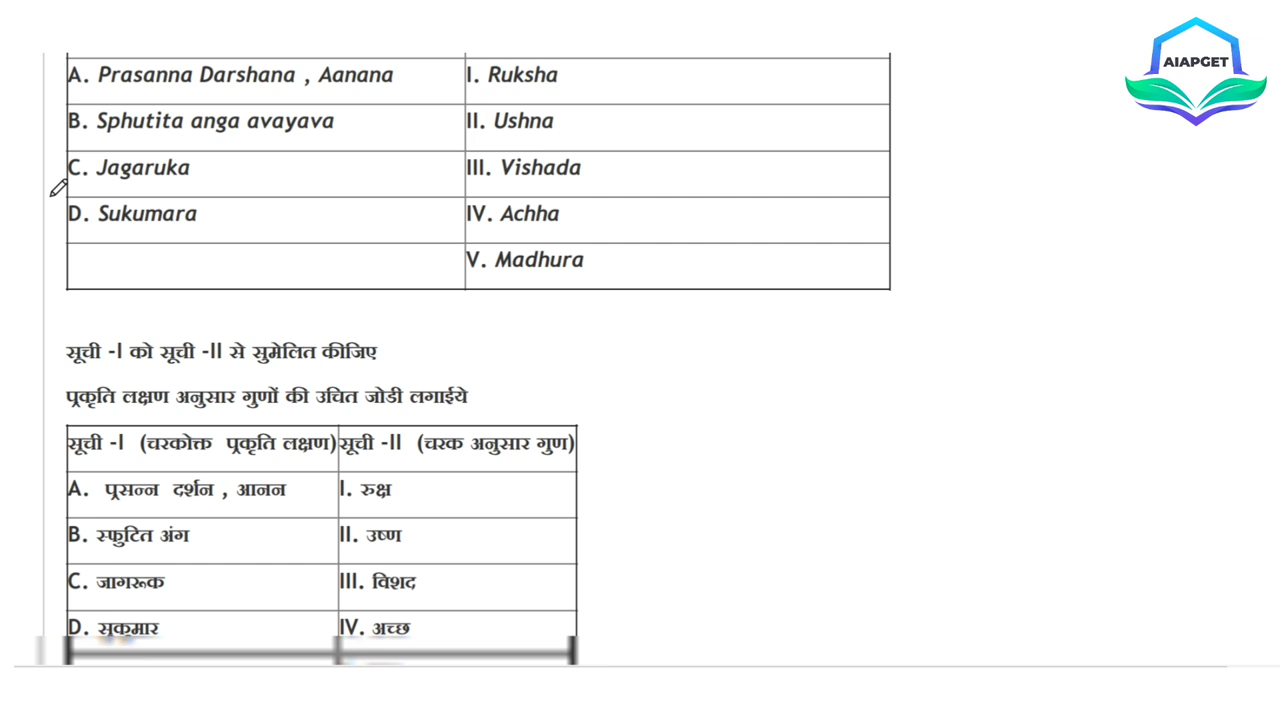 AIAPGET
A. Prasanna Darshana , Aanana I. Ruksha
B. Sphutita anga avayava II. Ushna
C. Jagaruka III. Vishada
D. Sukumara IV. Achha
V. Madhura
सूची -I को सूची -II से सुमेलित कीजिए
प्रकृति लक्षण अनुसार गुणों की उचित जोडी लगाईये
सूची -I (चरकोक्त प्रकृति लक्षण) सूची -II (चरक अनुसार गुण)
A. प्रसन्न दर्शन , आनन I. रुक्ष
B. स्फुटित अंग II. उष्ण
C. जागरूक III. विशद
D. सुकुमार IV. अच्छ